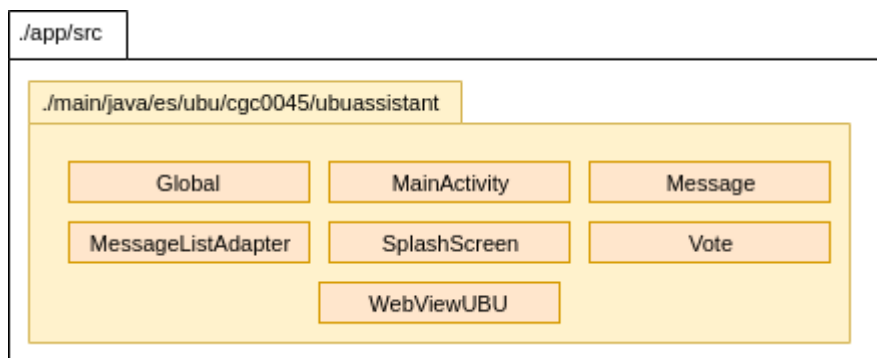 ./app/src
./main/java/es/ubu/cgc0045/ubuassistant
Global MainActivity Message
MessageListAdapter SplashScreen Vote
WebViewUBU